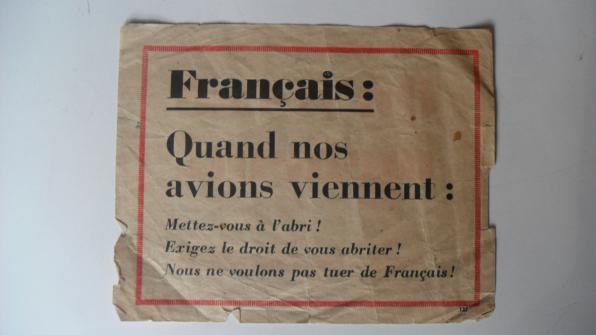 Français :
Quand nos
avions viennent :
Mettez-vous à l'abri !
Exigez le droit de vous abriter !
Nous ne voulons pas tuer de Français !